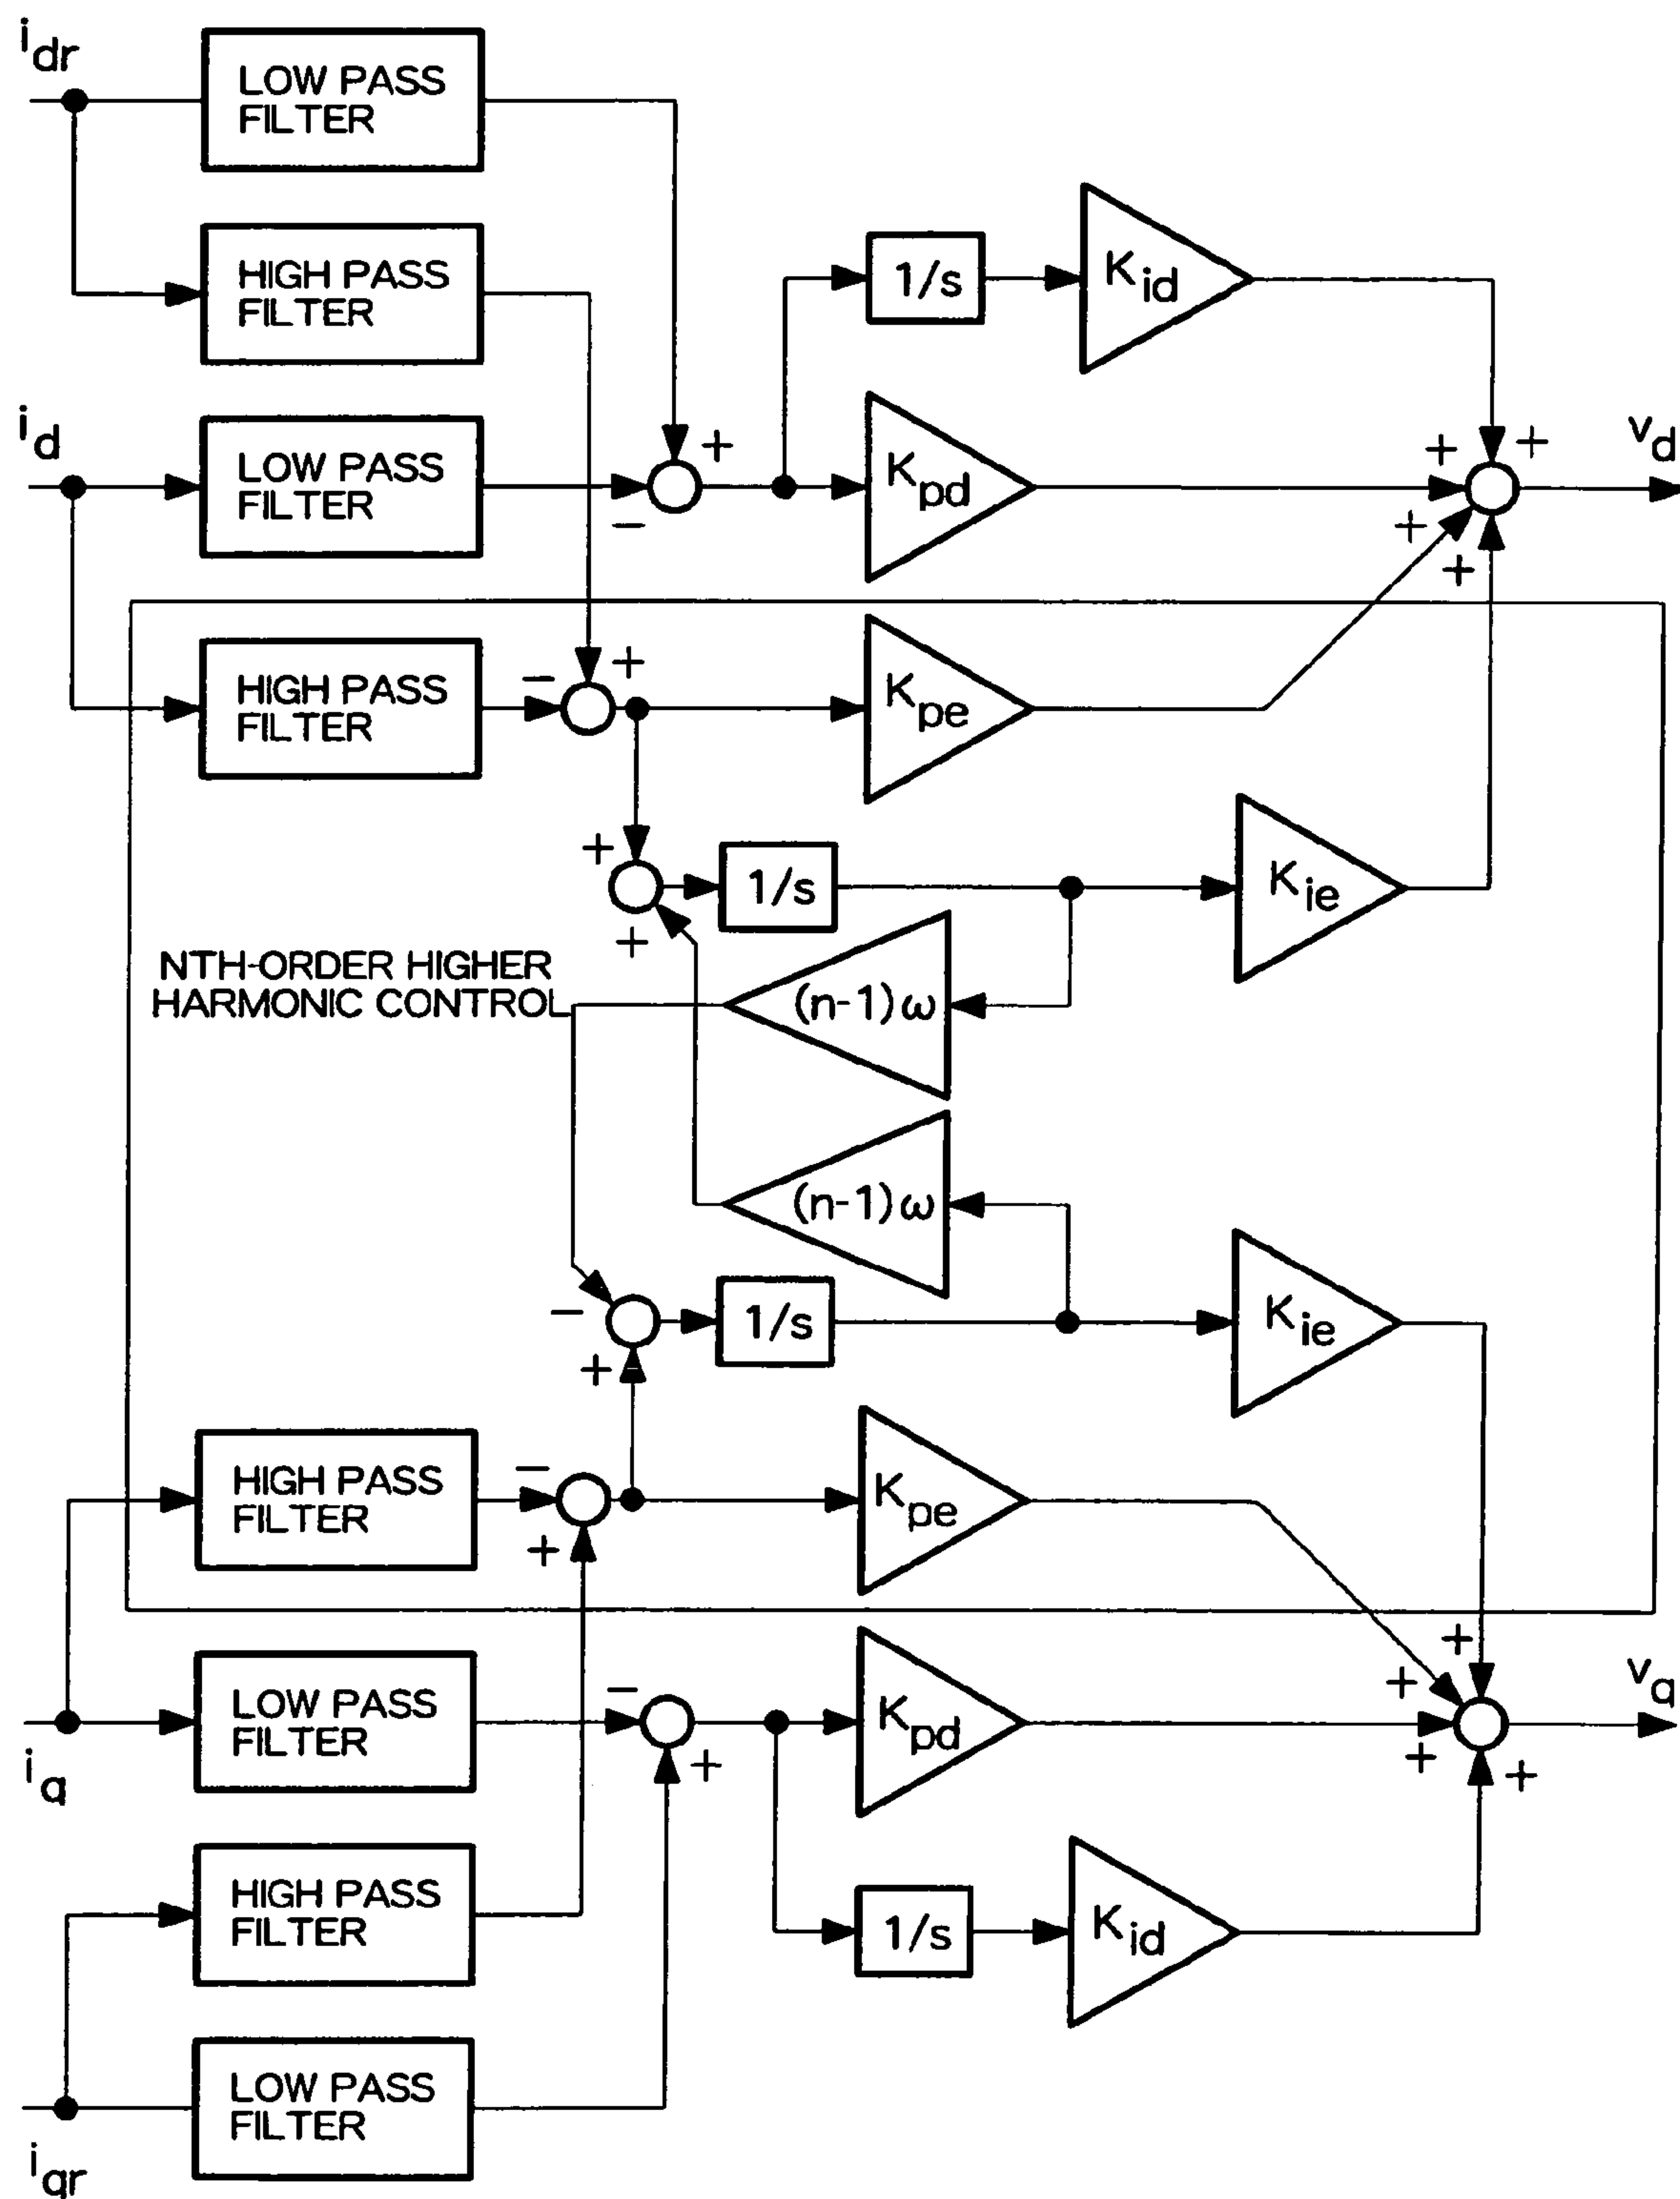 i_dr
LOW PASS
FILTER
HIGH PASS
FILTER
1/s
K_id
i_d
LOW PASS
FILTER
+
−
K_pd
+
+
+
+
v_d
HIGH PASS
FILTER
−
+
K_pe
+
+
1/s
K_ie
NTH-ORDER HIGHER
HARMONIC CONTROL
(n-1)ω
(n-1)ω
−
+
1/s
K_ie
HIGH PASS
FILTER
−
+
K_pe
LOW PASS
FILTER
i_q
−
+
K_pd
+
+
+
+
v_q
HIGH PASS
FILTER
1/s
K_id
LOW PASS
FILTER
i_qr